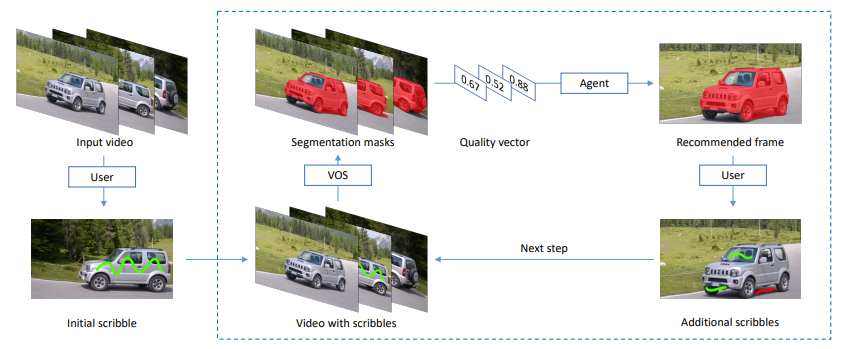 Input video
User
Initial scribble
Segmentation masks
VOS
Video with scribbles
0.67
0.52
0.88
Quality vector
Agent
Recommended frame
User
Next step
Additional scribbles